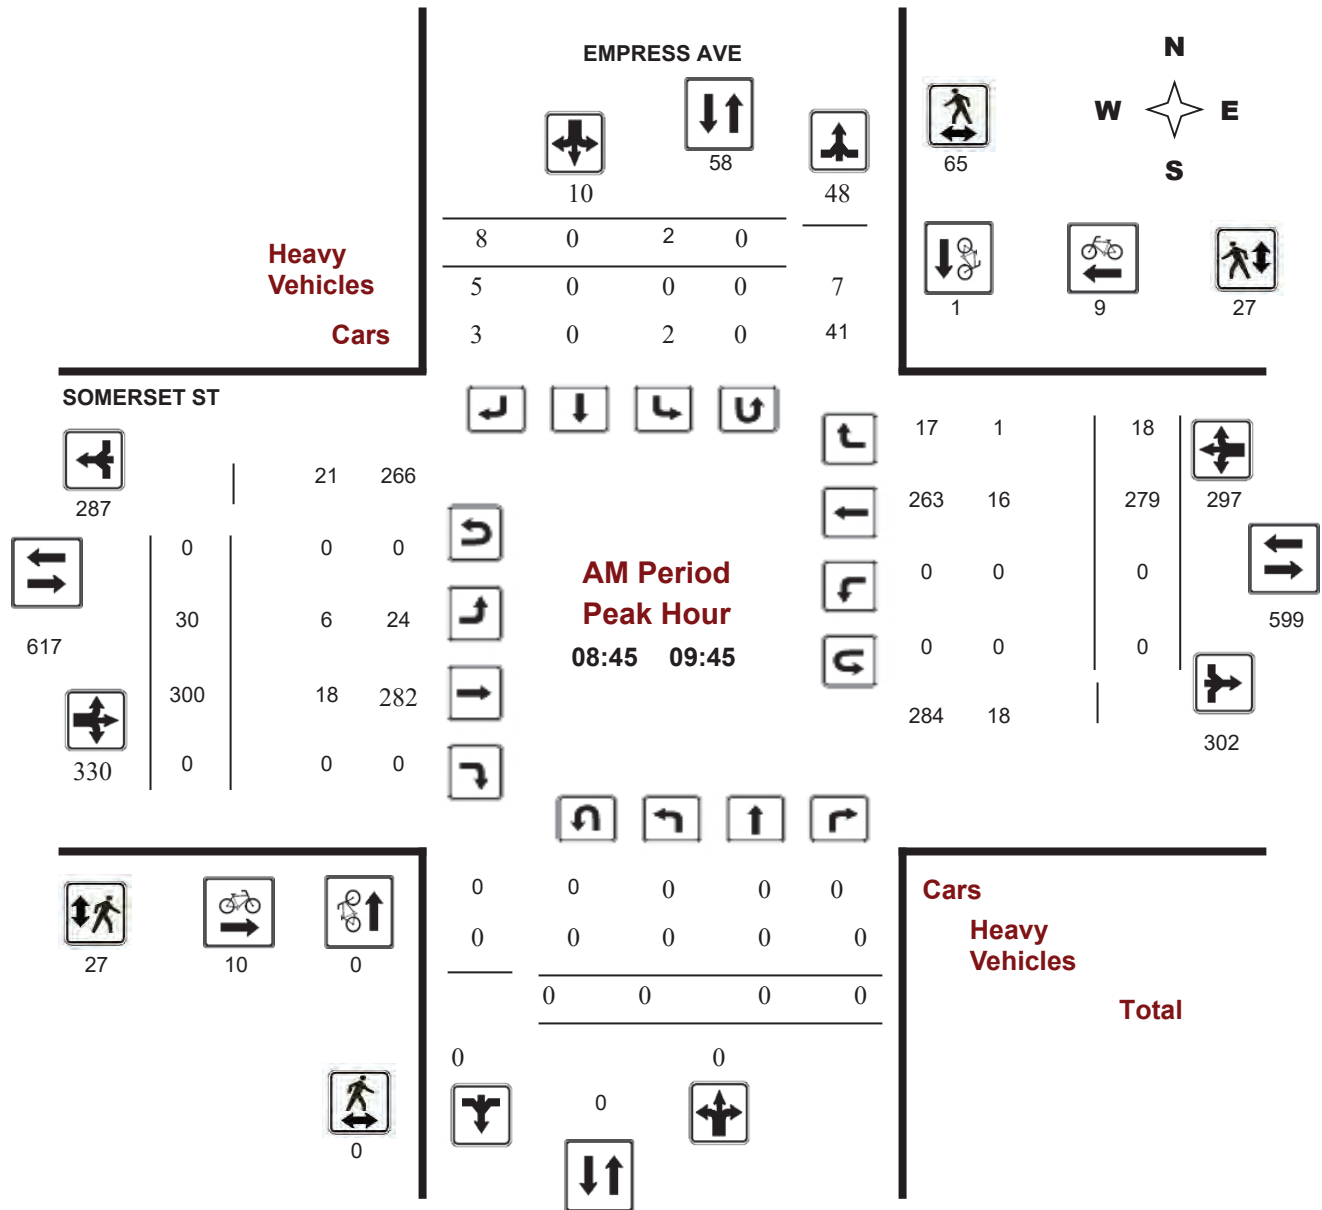 EMPRESS AVE
N
W E
S
58
65
10
48
8 0 2 0
Heavy
Vehicles
5 0 0 0 7
1 9 27
Cars
3 0 2 0 41
SOMERSET ST
17 1 18
21 266
287
263 16 279 297
0 0 0
AM Period
0 0 0
Peak Hour
30 6 24
599
617
08:45 09:45
0 0 0
300 18 282
284 18
302
330 0 0 0
0 0 0 0 0
Cars
0 0 0 0 0
Heavy
Vehicles
27 10 0
0 0 0 0
Total
0 0
0
0